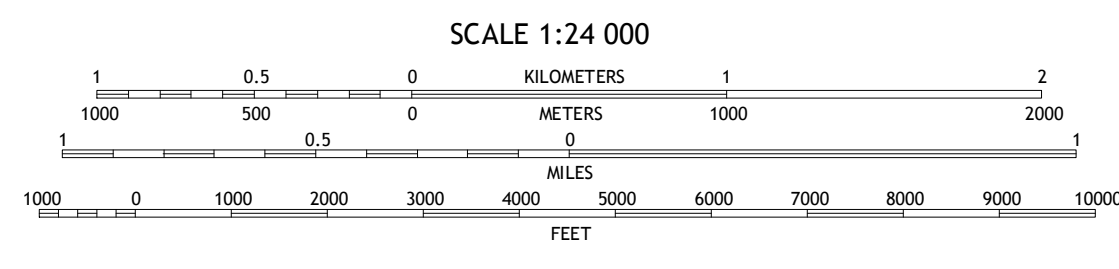 SCALE 1:24 000
1 0.5 0 KILOMETERS 1 2
1000 500 0 METERS 1000 2000
1 0.5 0 1
MILES
1000 0 1000 2000 3000 4000 5000 6000 7000 8000 9000 10000
FEET